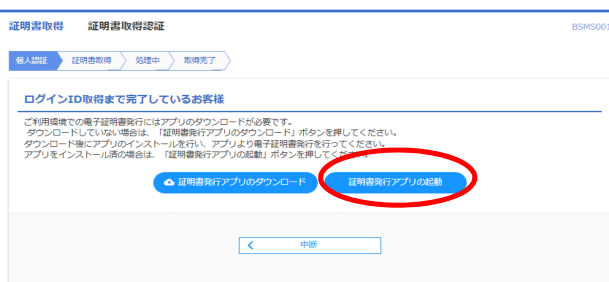 証明書取得 証明書取得認証
BSMS001
個人認証 証明書取得 処理中 取得完了
ログインID取得まで完了しているお客様
ご利用環境での電子証明書発行にはアプリのダウンロードが必要です。
ダウンロードしていない場合は、「証明書発行アプリのダウンロード」ボタンを押してください。
ダウンロード後にアプリのインストールを行い、アプリより電子証明書発行を行ってください。
アプリをインストール済の場合は、「証明書発行アプリの起動」ボタンを押してください。
証明書発行アプリのダウンロード 証明書発行アプリの起動
中断